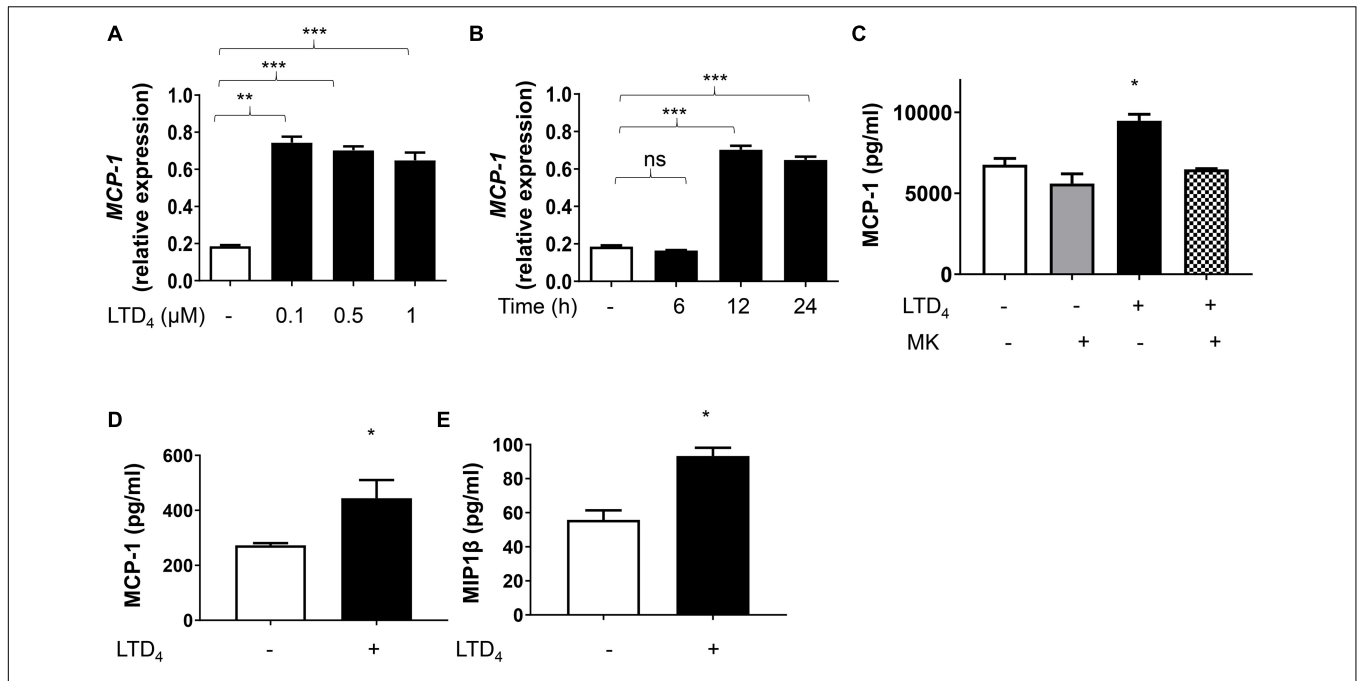 A
***
***
**
MCP-1
(relative expression)
1.0
0.8
0.6
0.4
0.2
0.0
LTD₄ (µM) - 0.1 0.5 1
B
***
***
ns
MCP-1
(relative expression)
1.0
0.8
0.6
0.4
0.2
0.0
Time (h) - 6 12 24
C
*
MCP-1 (pg/ml)
10000
5000
0
LTD₄ - - + +
MK - + - +
D
*
MCP-1 (pg/ml)
600
400
200
0
LTD₄ - +
E
*
MIP1β (pg/ml)
100
80
60
40
20
0
LTD₄ - +